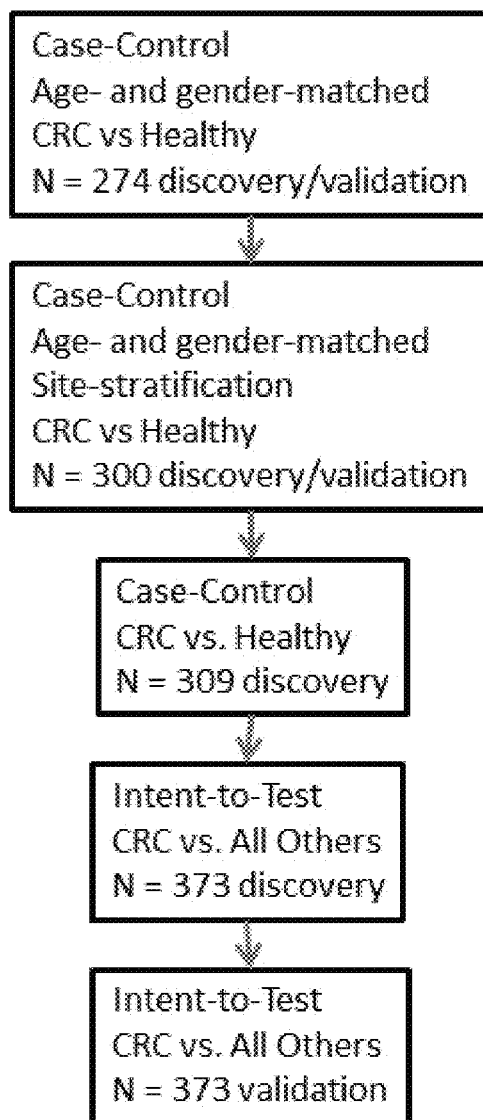 Case-Control
Age- and gender-matched
CRC vs Healthy
N = 274 discovery/validation
Case-Control
Age- and gender-matched
Site-stratification
CRC vs Healthy
N = 300 discovery/validation
Case-Control
CRC vs. Healthy
N = 309 discovery
Intent-to-Test
CRC vs. All Others
N = 373 discovery
Intent-to-Test
CRC vs. All Others
N = 373 validation